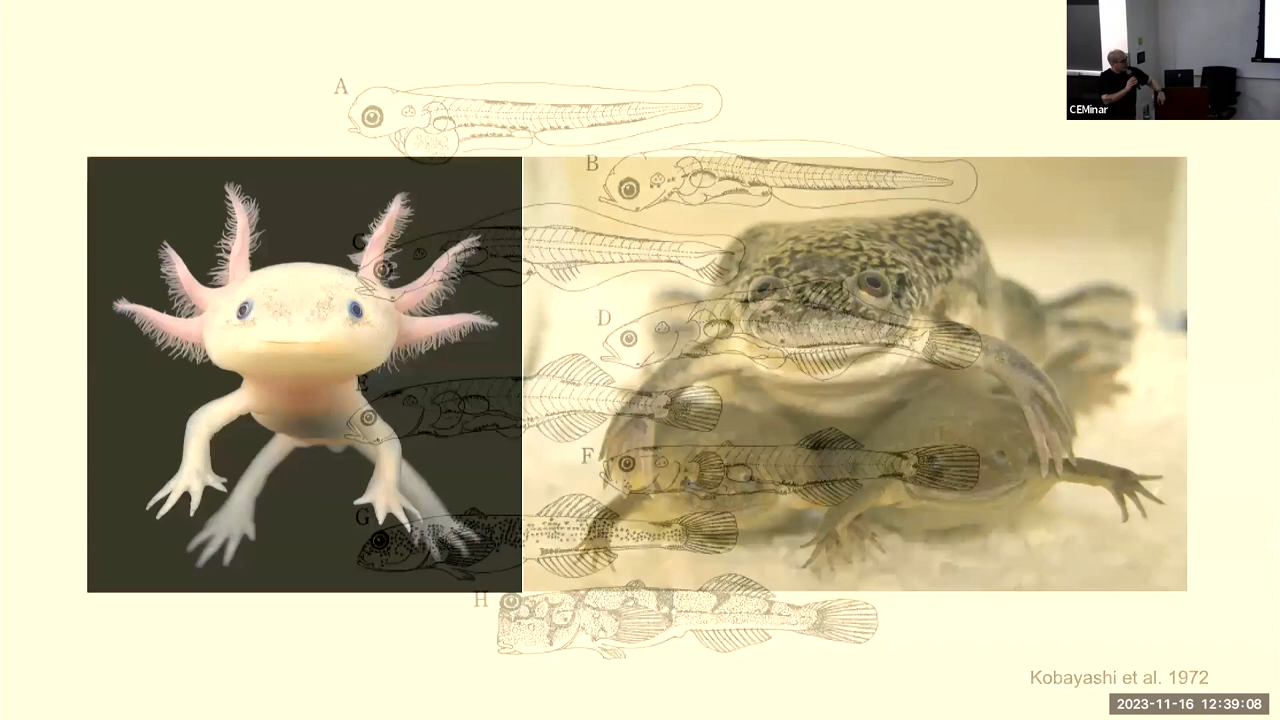 CEMinar
A
B
C
D
E
F
G
H
Kobayashi et al. 1972
2023-11-16 12:39:08